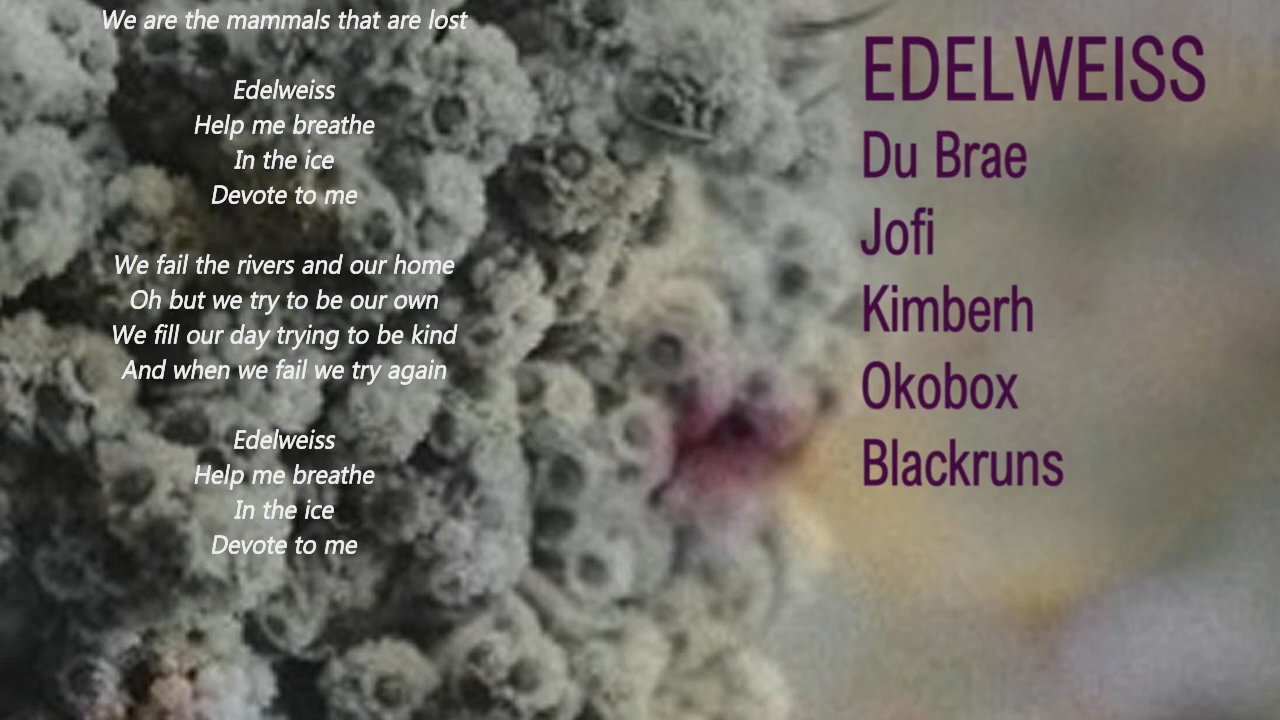 We are the mammals that are lost
Edelweiss
Help me breathe
In the ice
Devote to me
We fail the rivers and our home
Oh but we try to be our own
We fill our day trying to be kind
And when we fail we try again
Edelweiss
Help me breathe
In the ice
Devote to me
EDELWEISS
Du Brae
Jofi
Kimberh
Okobox
Blackruns